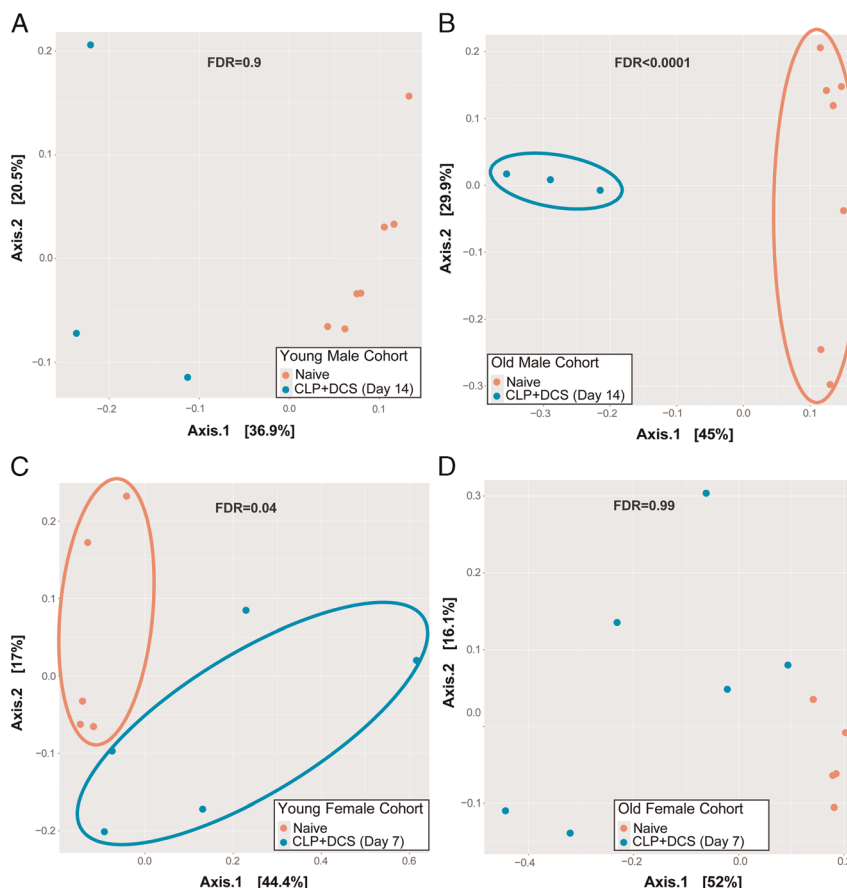 A
FDR=0.9
0.2
0.1
0.0
−0.1
Axis.2 [20.5%]
Young Male Cohort
Naive
CLP+DCS (Day 14)
−0.2
−0.1
0.0
0.1
Axis.1 [36.9%]
B
FDR<0.0001
0.2
0.1
0.0
−0.1
−0.2
−0.3
Axis.2 [29.9%]
Old Male Cohort
Naive
CLP+DCS (Day 14)
−0.3
−0.2
−0.1
0.0
0.1
Axis.1 [45%]
C
FDR=0.04
0.2
0.1
0.0
−0.1
−0.2
Axis.2 [17%]
Young Female Cohort
Naive
CLP+DCS (Day 7)
0.0
0.2
0.4
0.6
Axis.1 [44.4%]
D
FDR=0.99
0.3
0.2
0.1
0.0
−0.1
Axis.2 [16.1%]
Old Female Cohort
Naive
CLP+DCS (Day 7)
−0.4
−0.2
0.0
Axis.1 [52%]